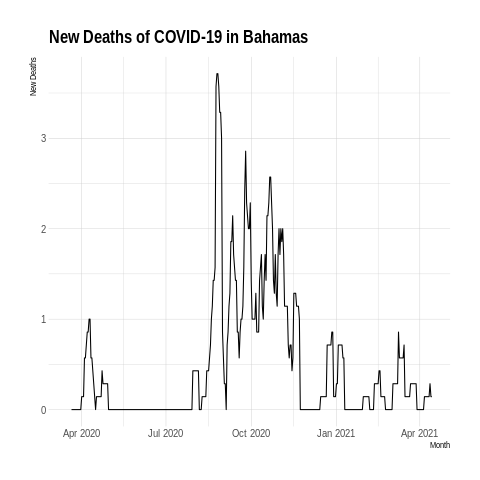 New Deaths of COVID-19 in Bahamas
New Deaths
3
2
1
0
Apr 2020 Jul 2020 Oct 2020 Jan 2021 Apr 2021
Month